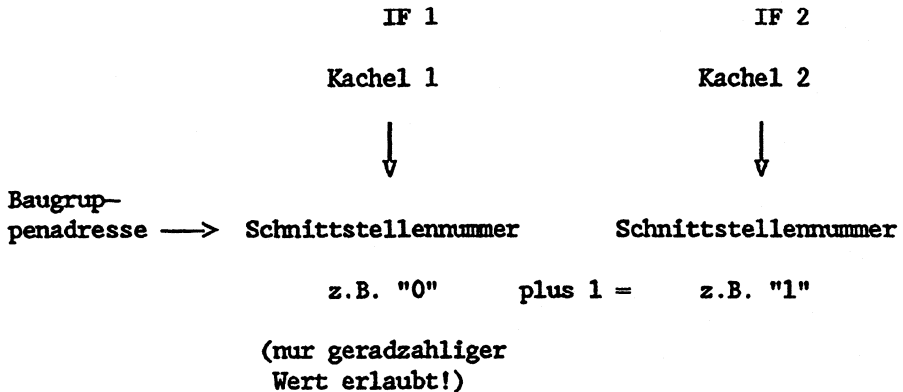 IF 1 IF 2
Kachel 1 Kachel 2
Baugrup-
penadresse Schnittstellennummer Schnittstellennummer
z.B. "0" plus 1 = z.B. "1"
(nur geradzahliger
Wert erlaubt!)